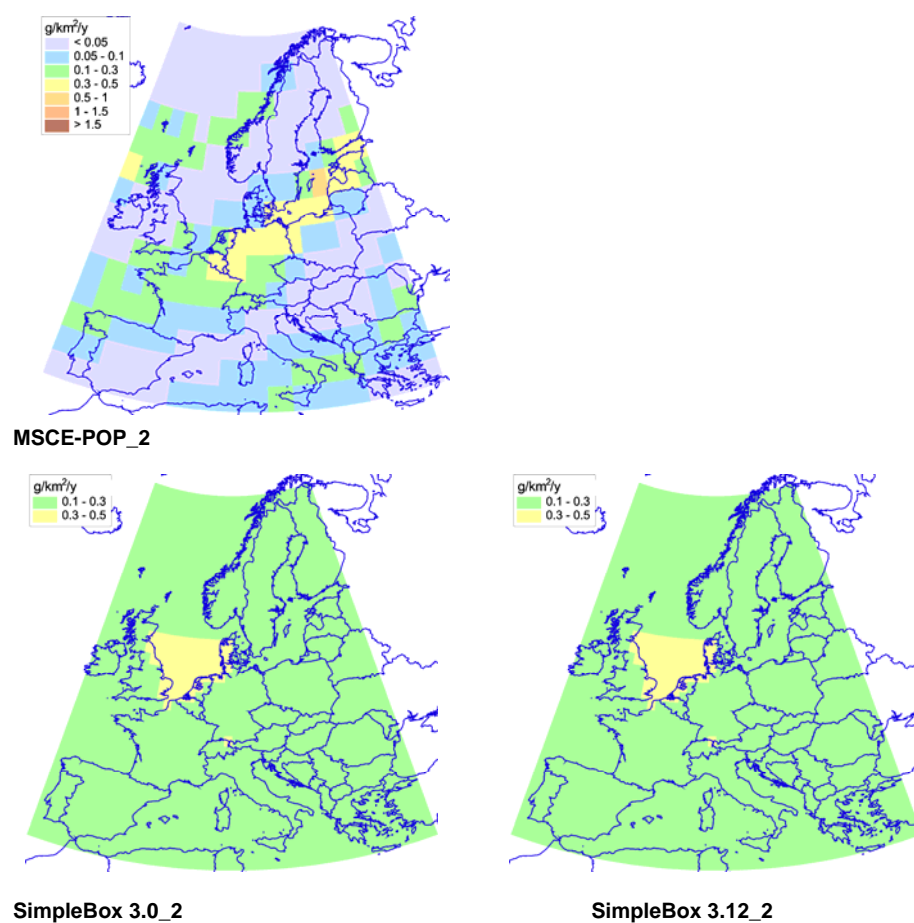 g/km²/y
< 0.05
0.05 - 0.1
0.1 - 0.3
0.3 - 0.5
0.5 - 1
1 - 1.5
> 1.5
MSCE-POP_2
g/km²/y
0.1 - 0.3
0.3 - 0.5
g/km²/y
0.1 - 0.3
0.3 - 0.5
SimpleBox 3.0_2
SimpleBox 3.12_2